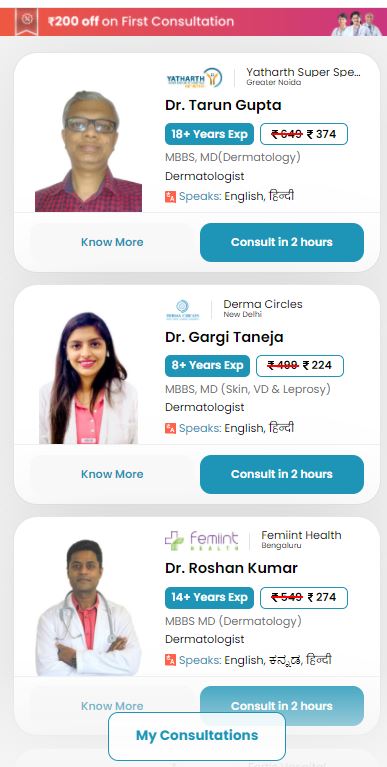 ₹200 off on First Consultation
YATHARTH
Yatharth Super Spe...
Greater Noida
Dr. Tarun Gupta
18+ Years Exp
₹ 649 ₹ 374
MBBS, MD(Dermatology)
Dermatologist
Speaks: English, हिन्दी
Know More
Consult in 2 hours
DERMA CIRCLES
Derma Circles
New Delhi
Dr. Gargi Taneja
8+ Years Exp
₹ 499 ₹ 224
MBBS, MD (Skin, VD & Leprosy)
Dermatologist
Speaks: English, हिन्दी
Know More
Consult in 2 hours
femiint
HEALTH
Femiint Health
Bengaluru
Dr. Roshan Kumar
14+ Years Exp
₹ 549 ₹ 274
MBBS MD (Dermatology)
Dermatologist
Speaks: English, ಕನ್ನಡ, हिन्दी
Know More
Consult in 2 hours
My Consultations